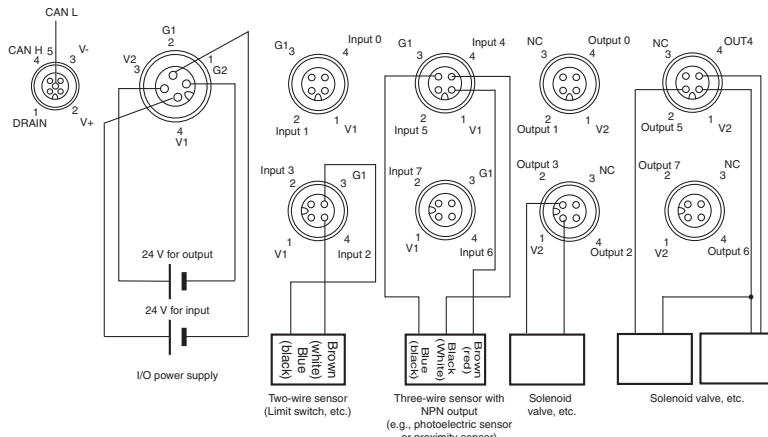 CAN L
CAN H
4
5
3
V-
1
DRAIN
2
V+
G1
2
V2
3
1
G2
4
V1
24 V for output
24 V for input
I/O power supply
G1
3
Input 0
4
2
Input 1
1
V1
Input 3
2
3
G1
1
V1
4
Input 2
Brown
(white)
Blue
(black)
Two-wire sensor
(Limit switch, etc.)
G1
3
Input 4
4
2
Input 5
1
V1
Input 7
2
3
G1
1
V1
4
Input 6
Brown
(red)
Black
(White)
Blue
(black)
Three-wire sensor with
NPN output
(e.g., photoelectric sensor
or proximity sensor)
NC
3
Output 0
4
2
Output 1
1
V2
Output 3
2
3
NC
1
V2
4
Output 2
Solenoid
valve, etc.
NC
3
OUT4
4
2
Output 5
1
V2
Output 7
2
3
NC
1
V2
4
Output 6
Solenoid valve, etc.